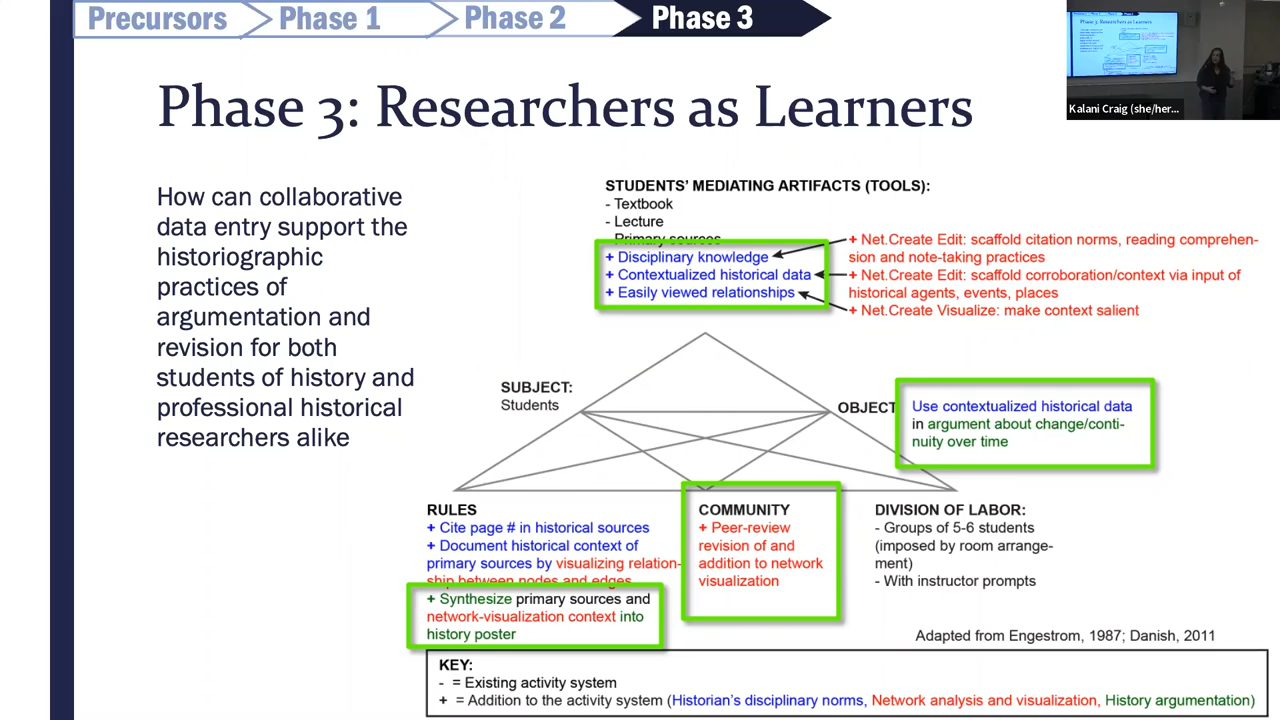 Precursors Phase 1 Phase 2 Phase 3
Kalani Craig (she/her...
Phase 3: Researchers as Learners
How can collaborative
data entry support the
historiographic
practices of
argumentation and
revision for both
students of history and
professional historical
researchers alike
STUDENTS' MEDIATING ARTIFACTS (TOOLS):
- Textbook
- Lecture
- Primary sources
+ Disciplinary knowledge
+ Contextualized historical data
+ Easily viewed relationships
+ Net.Create Edit: scaffold citation norms, reading comprehen-
sion and note-taking practices
+ Net.Create Edit: scaffold corroboration/context via input of
historical agents, events, places
+ Net.Create Visualize: make context salient
SUBJECT:
Students
OBJECT
Use contextualized historical data
in argument about change/conti-
nuity over time
RULES
+ Cite page # in historical sources
+ Document historical context of
primary sources by visualizing relation-
ship between nodes and edges
+ Synthesize primary sources and
network-visualization context into
history poster
COMMUNITY
+ Peer-review
revision of and
addition to network
visualization
DIVISION OF LABOR:
- Groups of 5-6 students
(imposed by room arrange-
ment)
- With instructor prompts
Adapted from Engestrom, 1987; Danish, 2011
KEY:
- = Existing activity system
+ = Addition to the activity system (Historian's disciplinary norms, Network analysis and visualization, History argumentation)